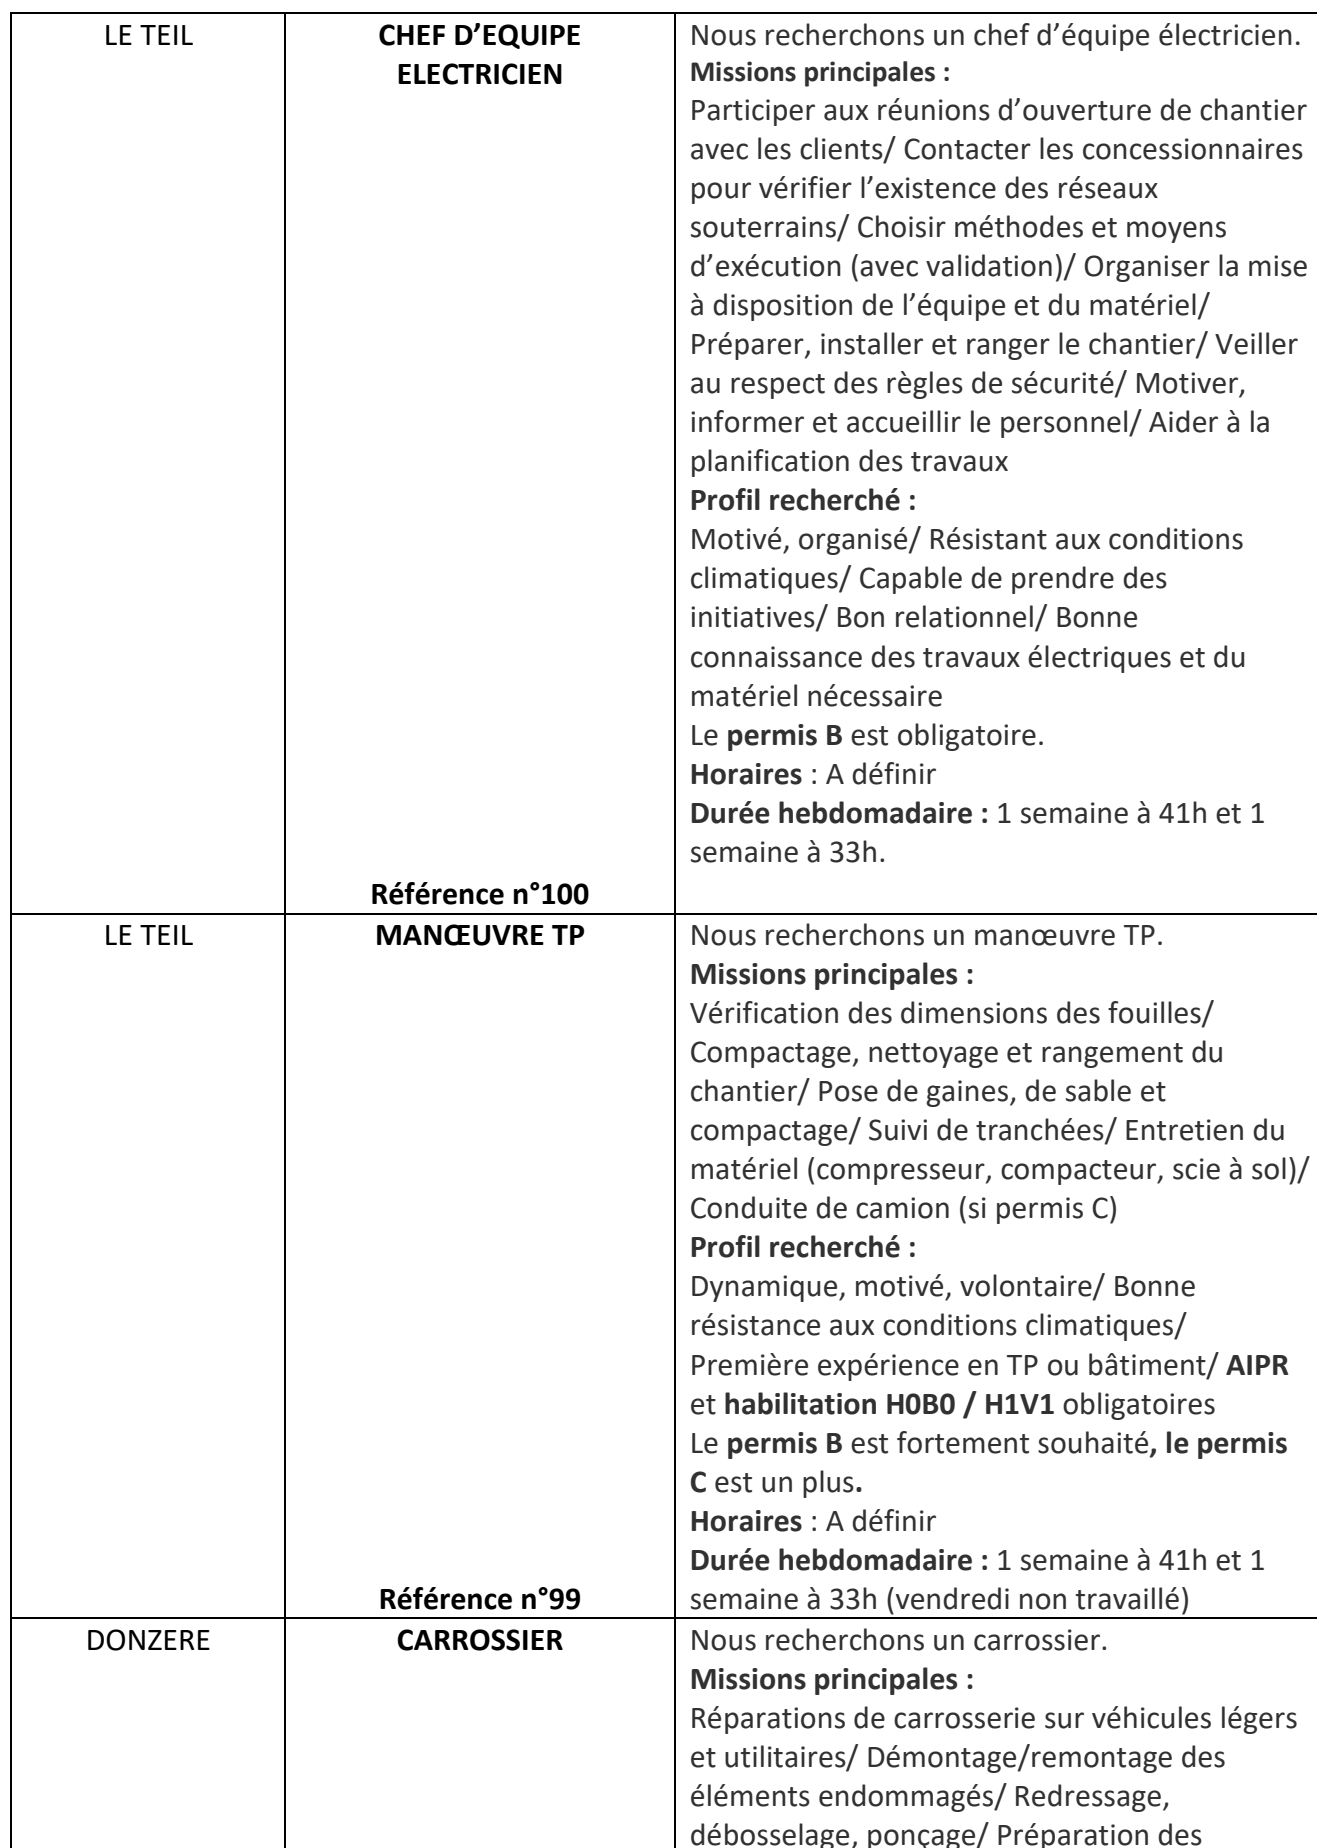 LE TEIL
CHEF D’EQUIPE
ELECTRICIEN
Référence n°100
Nous recherchons un chef d’équipe électricien.
Missions principales :
Participer aux réunions d’ouverture de chantier
avec les clients/ Contacter les concessionnaires
pour vérifier l’existence des réseaux
souterrains/ Choisir méthodes et moyens
d’exécution (avec validation)/ Organiser la mise
à disposition de l’équipe et du matériel/
Préparer, installer et ranger le chantier/ Veiller
au respect des règles de sécurité/ Motiver,
informer et accueillir le personnel/ Aider à la
planification des travaux
Profil recherché :
Motivé, organisé/ Résistant aux conditions
climatiques/ Capable de prendre des
initiatives/ Bon relationnel/ Bonne
connaissance des travaux électriques et du
matériel nécessaire
Le permis B est obligatoire.
Horaires : A définir
Durée hebdomadaire : 1 semaine à 41h et 1
semaine à 33h.
LE TEIL
MANŒUVRE TP
Référence n°99
Nous recherchons un manœuvre TP.
Missions principales :
Vérification des dimensions des fouilles/
Compactage, nettoyage et rangement du
chantier/ Pose de gaines, de sable et
compactage/ Suivi de tranchées/ Entretien du
matériel (compresseur, compacteur, scie à sol)/
Conduite de camion (si permis C)
Profil recherché :
Dynamique, motivé, volontaire/ Bonne
résistance aux conditions climatiques/
Première expérience en TP ou bâtiment/ AIPR
et habilitation H0B0 / H1V1 obligatoires
Le permis B est fortement souhaité, le permis
C est un plus.
Horaires : A définir
Durée hebdomadaire : 1 semaine à 41h et 1
semaine à 33h (vendredi non travaillé)
DONZERE
CARROSSIER
Nous recherchons un carrossier.
Missions principales :
Réparations de carrosserie sur véhicules légers
et utilitaires/ Démontage/remontage des
éléments endommagés/ Redressage,
débosselage, ponçage/ Préparation des